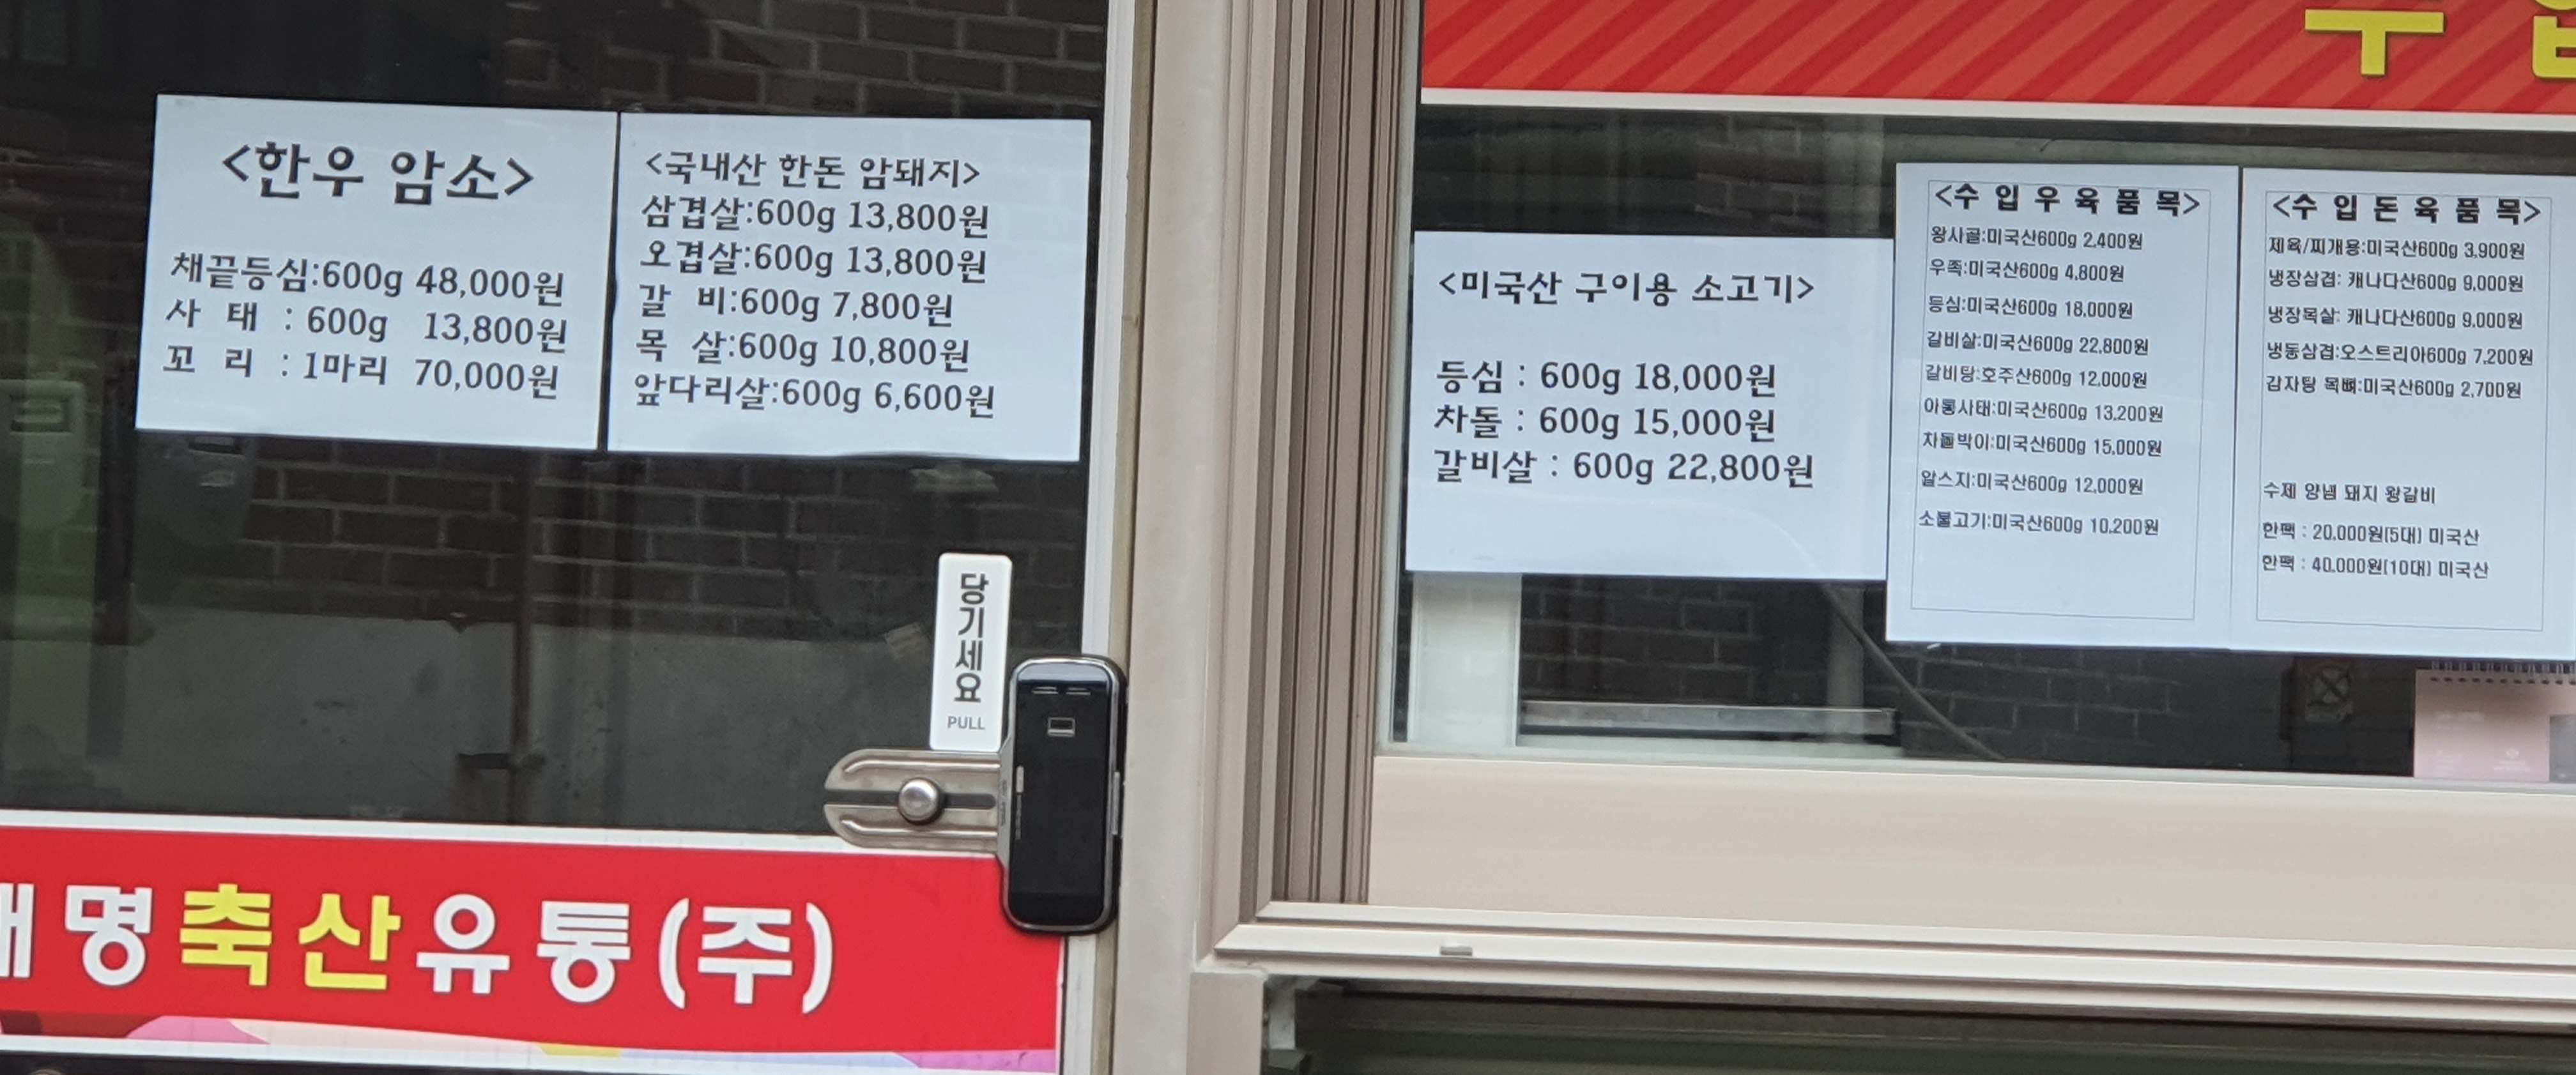 <한우 암소>
채끝등심:600g 48,000원
사 태 : 600g 13,800원
꼬 리 : 1마리 70,000원
<국내산 한돈 암돼지>
삼겹살:600g 13,800원
오겹살:600g 13,800원
갈 비:600g 7,800원
목 살:600g 10,800원
앞다리살:600g 6,600원
<미국산 구이용 소고기>
등심 : 600g 18,000원
차돌 : 600g 15,000원
갈비살 : 600g 22,800원
<수 입 우 육 품 목>
왕사골:미국산600g 2,400원
우족:미국산600g 4,800원
등심:미국산600g 18,000원
갈비살:미국산600g 22,800원
갈비탕:호주산600g 12,000원
아롱사태:미국산600g 13,200원
차돌박이:미국산600g 15,000원
알스지:미국산600g 12,000원
소불고기:미국산600g 10,200원
<수 입 돈 육 품 목>
제육/찌개용:미국산600g 3,900원
냉장삼겹: 캐나다산600g 9,000원
냉장목살: 캐나다산600g 9,000원
냉동삼겹:오스트리아600g 7,200원
감자탕 목뼈:미국산600g 2,700원
수제 양념 돼지 왕갈비
한팩 : 20,000원(5대) 미국산
한팩 : 40,000원(10대) 미국산
당기세요
PULL
명축산유통(주)